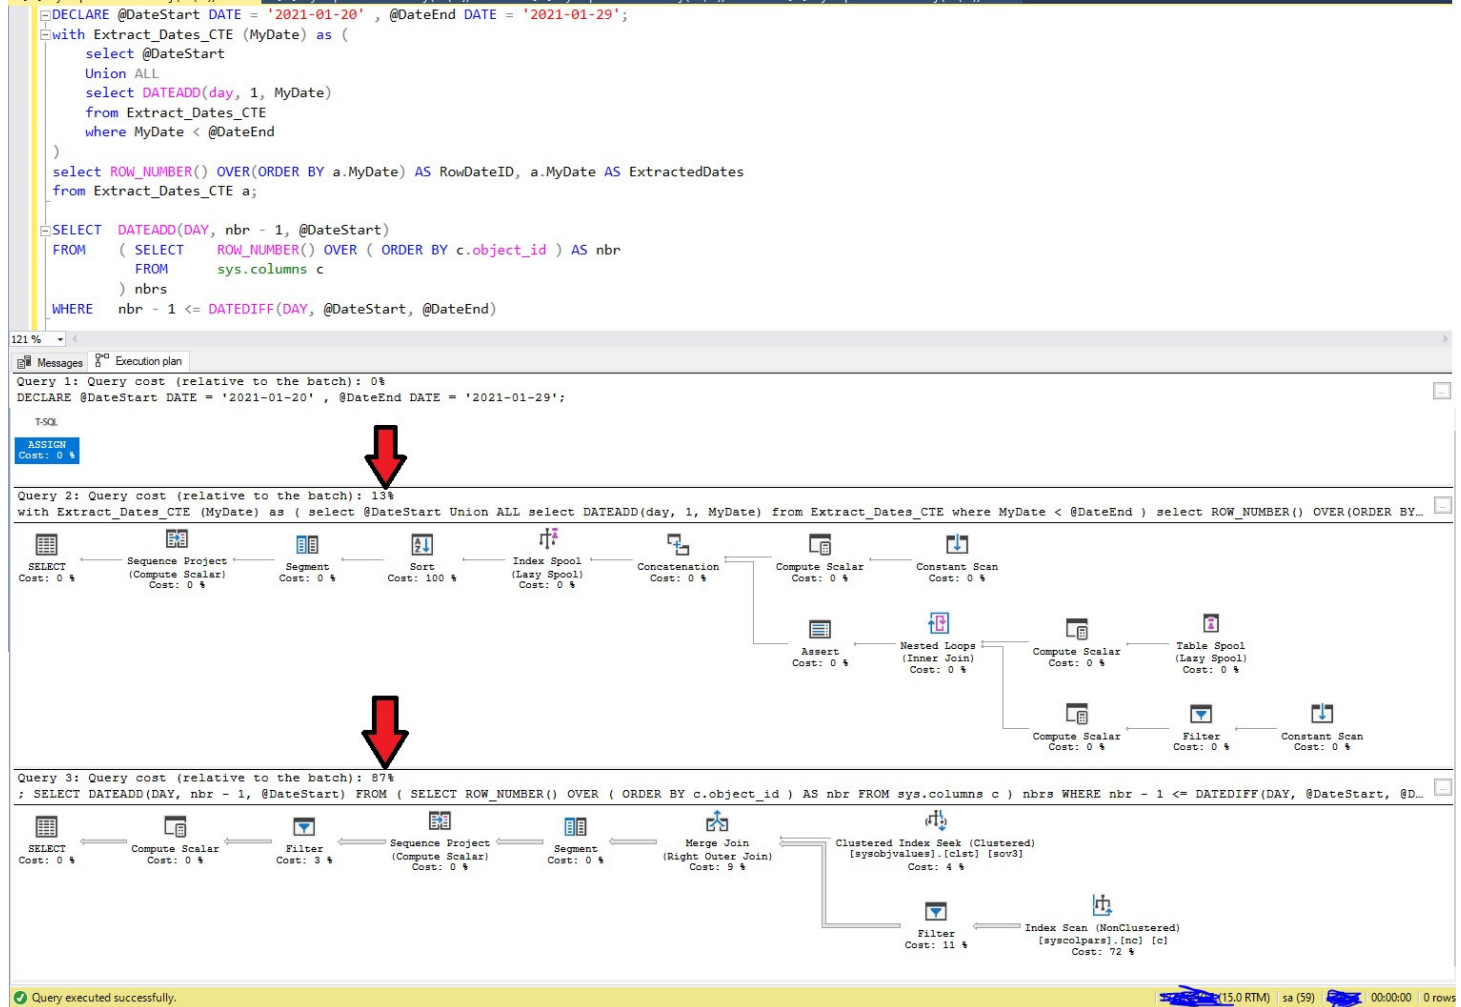 DECLARE @DateStart DATE = '2021-01-20' , @DateEnd DATE = '2021-01-29';
with Extract_Dates_CTE (MyDate) as (
select @DateStart
Union ALL
select DATEADD(day, 1, MyDate)
from Extract_Dates_CTE
where MyDate < @DateEnd
)
select ROW_NUMBER() OVER(ORDER BY a.MyDate) AS RowDateID, a.MyDate AS ExtractedDates
from Extract_Dates_CTE a;
SELECT DATEADD(DAY, nbr - 1, @DateStart)
FROM ( SELECT ROW_NUMBER() OVER ( ORDER BY c.object_id ) AS nbr
FROM sys.columns c
) nbrs
WHERE nbr - 1 <= DATEDIFF(DAY, @DateStart, @DateEnd)
121 %
Messages Execution plan
Query 1: Query cost (relative to the batch): 0%
DECLARE @DateStart DATE = '2021-01-20' , @DateEnd DATE = '2021-01-29';
T-SQL
ASSIGN
Cost: 0 %
Query 2: Query cost (relative to the batch): 13%
with Extract_Dates_CTE (MyDate) as ( select @DateStart Union ALL select DATEADD(day, 1, MyDate) from Extract_Dates_CTE where MyDate < @DateEnd ) select ROW_NUMBER() OVER(ORDER BY...
SELECT
Cost: 0 %
Sequence Project
(Compute Scalar)
Cost: 0 %
Segment
Cost: 0 %
Sort
Cost: 100 %
Index Spool
(Lazy Spool)
Cost: 0 %
Concatenation
Cost: 0 %
Compute Scalar
Cost: 0 %
Constant Scan
Cost: 0 %
Assert
Cost: 0 %
Nested Loops
(Inner Join)
Cost: 0 %
Compute Scalar
Cost: 0 %
Table Spool
(Lazy Spool)
Cost: 0 %
Compute Scalar
Cost: 0 %
Filter
Cost: 0 %
Constant Scan
Cost: 0 %
Query 3: Query cost (relative to the batch): 87%
; SELECT DATEADD(DAY, nbr - 1, @DateStart) FROM ( SELECT ROW_NUMBER() OVER ( ORDER BY c.object_id ) AS nbr FROM sys.columns c ) nbrs WHERE nbr - 1 <= DATEDIFF(DAY, @DateStart, @D...
SELECT
Cost: 0 %
Compute Scalar
Cost: 0 %
Filter
Cost: 3 %
Sequence Project
(Compute Scalar)
Cost: 0 %
Segment
Cost: 0 %
Merge Join
(Right Outer Join)
Cost: 9 %
Clustered Index Seek (Clustered)
[sysobjvalues].[clst] [sov3]
Cost: 4 %
Filter
Cost: 11 %
Index Scan (NonClustered)
[syscolpars].[nc] [c]
Cost: 72 %
Query executed successfully.
(15.0 RTM) sa (59) 00:00:00 0 rows